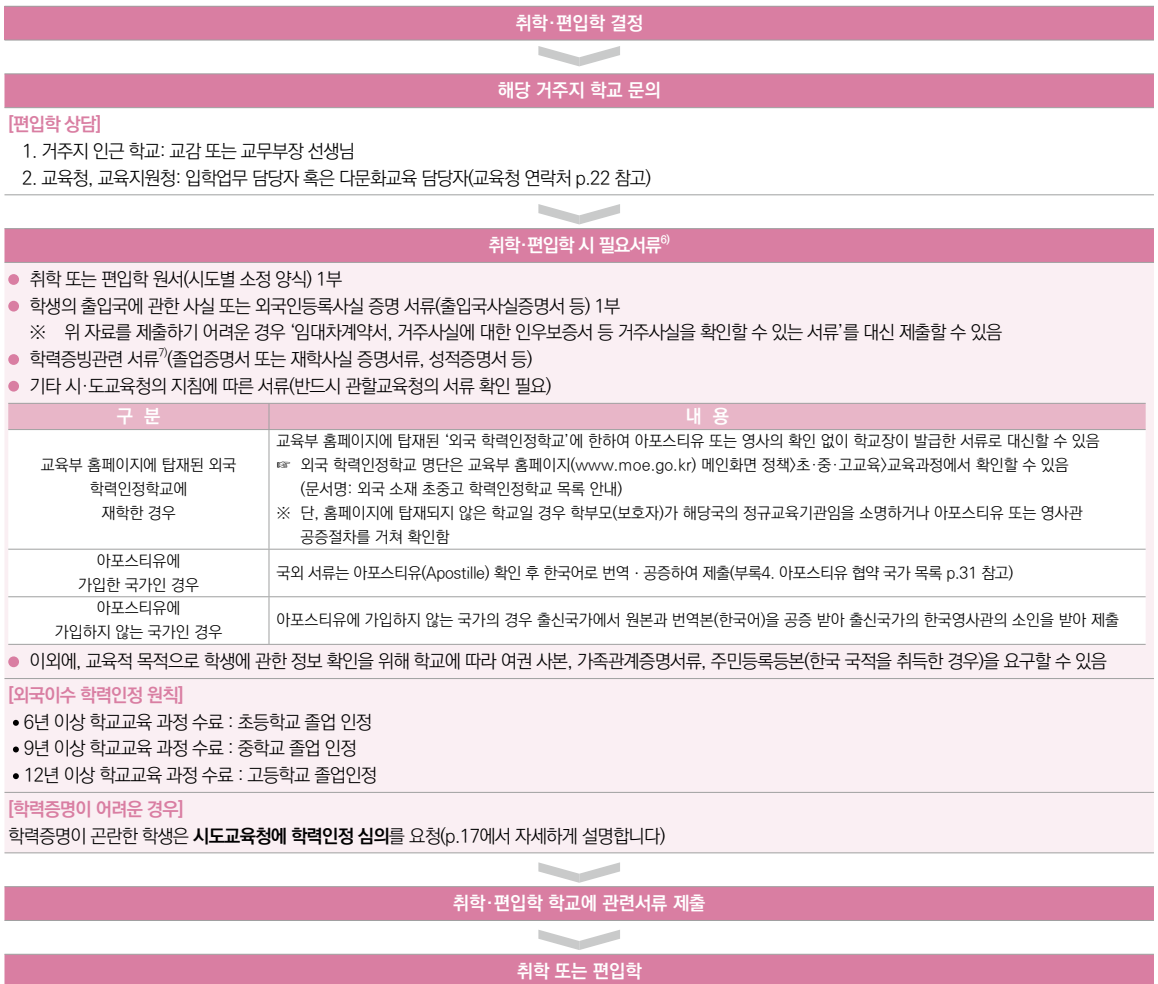 취학·편입학 결정
해당 거주지 학교 문의
[편입학 상담]
1. 거주지 인근 학교: 교감 또는 교무부장 선생님
2. 교육청, 교육지원청: 입학업무 담당자 혹은 다문화교육 담당자(교육청 연락처 p.22 참고)
취학·편입학 시 필요서류6)
● 취학 또는 편입학 원서(시도별 소정 양식) 1부
● 학생의 출입국에 관한 사실 또는 외국인등록사실 증명 서류(출입국사실증명서 등) 1부
※ 위 자료를 제출하기 어려운 경우 ‘임대차계약서, 거주사실에 대한 인우보증서 등 거주사실을 확인할 수 있는 서류’를 대신 제출할 수 있음
● 학력증빙관련 서류7)(졸업증명서 또는 재학사실 증명서류, 성적증명서 등)
● 기타 시·도교육청의 지침에 따른 서류(반드시 관할교육청의 서류 확인 필요)
구 분 내 용
교육부 홈페이지에 탑재된 외국
학력인정학교에
재학한 경우
교육부 홈페이지에 탑재된 ‘외국 학력인정학교’에 한하여 아포스티유 또는 영사의 확인 없이 학교장이 발급한 서류로 대신할 수 있음
☞ 외국 학력인정학교 명단은 교육부 홈페이지(www.moe.go.kr) 메인화면 정책>초·중·고교육>교육과정에서 확인할 수 있음
(문서명: 외국 소재 초중고 학력인정학교 목록 안내)
※ 단, 홈페이지에 탑재되지 않은 학교일 경우 학부모(보호자)가 해당국의 정규교육기관임을 소명하거나 아포스티유 또는 영사관
공증절차를 거쳐 확인함
아포스티유에
가입한 국가인 경우
국외 서류는 아포스티유(Apostille) 확인 후 한국어로 번역 · 공증하여 제출(부록4. 아포스티유 협약 국가 목록 p.31 참고)
아포스티유에
가입하지 않는 국가인 경우
아포스티유에 가입하지 않는 국가의 경우 출신국가에서 원본과 번역본(한국어)을 공증 받아 출신국가의 한국영사관의 소인을 받아 제출
● 이외에, 교육적 목적으로 학생에 관한 정보 확인을 위해 학교에 따라 여권 사본, 가족관계증명서류, 주민등록등본(한국 국적을 취득한 경우)을 요구할 수 있음
[외국이수 학력인정 원칙]
• 6년 이상 학교교육 과정 수료 : 초등학교 졸업 인정
• 9년 이상 학교교육 과정 수료 : 중학교 졸업 인정
• 12년 이상 학교교육 과정 수료 : 고등학교 졸업인정
[학력증명이 어려운 경우]
학력증명이 곤란한 학생은 시도교육청에 학력인정 심의를 요청(p.17에서 자세하게 설명합니다)
취학·편입학 학교에 관련서류 제출
취학 또는 편입학